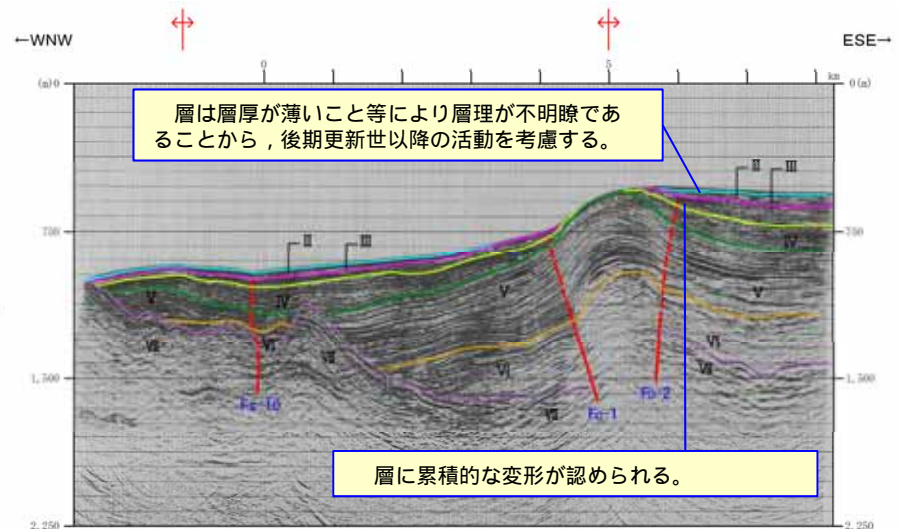 ←WNW
ESE→
0
5
km
(m)0
0(m)
層は層厚が薄いこと等により層理が不明瞭であ
ることから，後期更新世以降の活動を考慮する。
II
III
II
III
750
750
II
III
IV
V
V
IV
V
VI
VI
VI
VII
VII
VII
VII
1,500
1,500
Fo-1
Fo-2
層に累積的な変形が認められる。
2,250
2,250